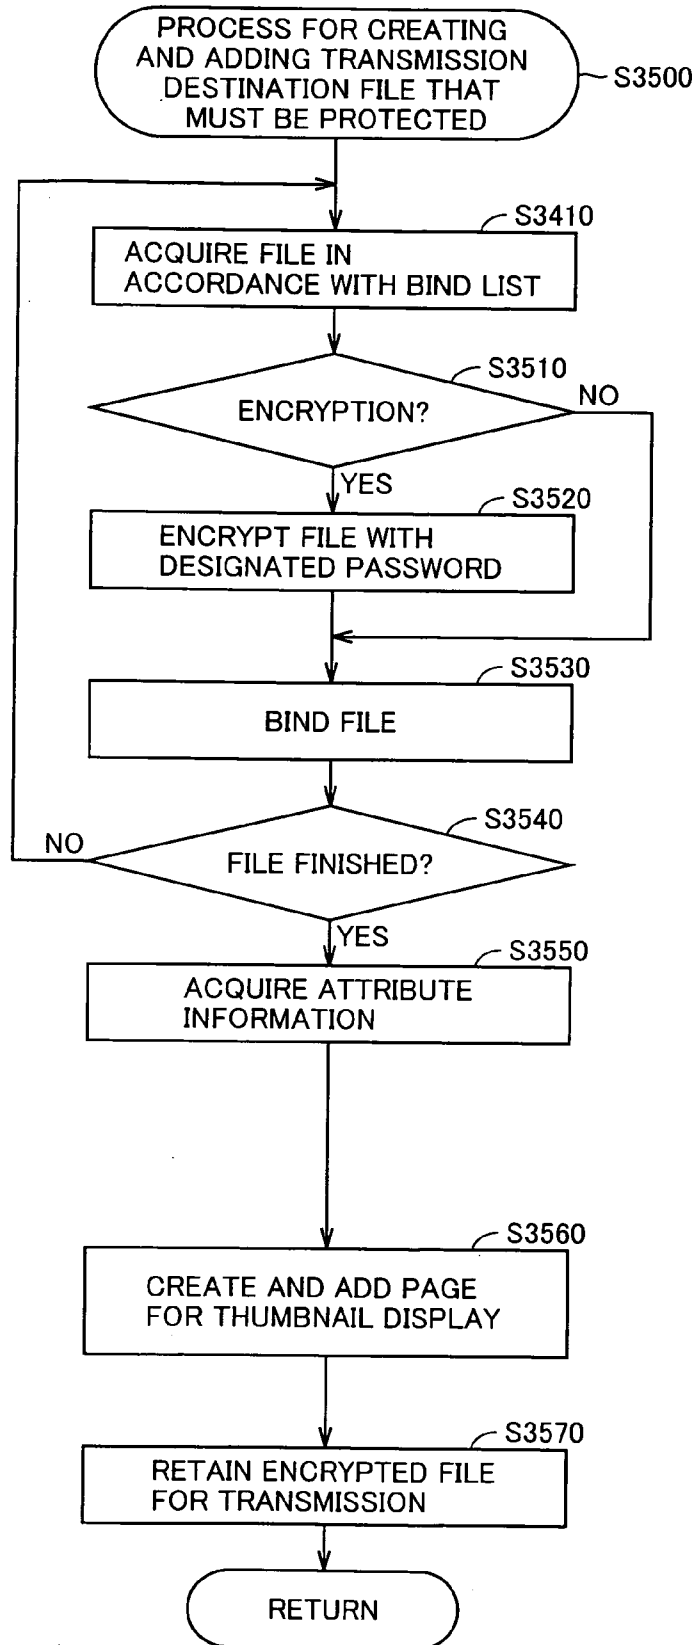 PROCESS FOR CREATING
AND ADDING TRANSMISSION
DESTINATION FILE THAT
MUST BE PROTECTED
S3500
S3410
ACQUIRE FILE IN
ACCORDANCE WITH BIND LIST
S3510
ENCRYPTION?
NO
YES
S3520
ENCRYPT FILE WITH
DESIGNATED PASSWORD
S3530
BIND FILE
S3540
NO
FILE FINISHED?
YES
S3550
ACQUIRE ATTRIBUTE
INFORMATION
S3560
CREATE AND ADD PAGE
FOR THUMBNAIL DISPLAY
S3570
RETAIN ENCRYPTED FILE
FOR TRANSMISSION
RETURN